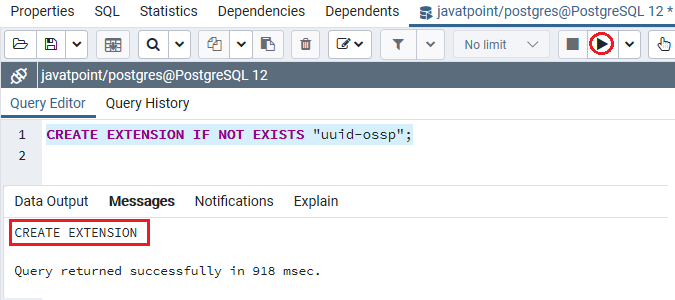 Properties SQL Statistics Dependencies Dependents javatpoint/postgres@PostgreSQL 12 *
No limit
javatpoint/postgres@PostgreSQL 12
Query Editor Query History
1 CREATE EXTENSION IF NOT EXISTS "uuid-ossp";
2
Data Output Messages Notifications Explain
CREATE EXTENSION
Query returned successfully in 918 msec.